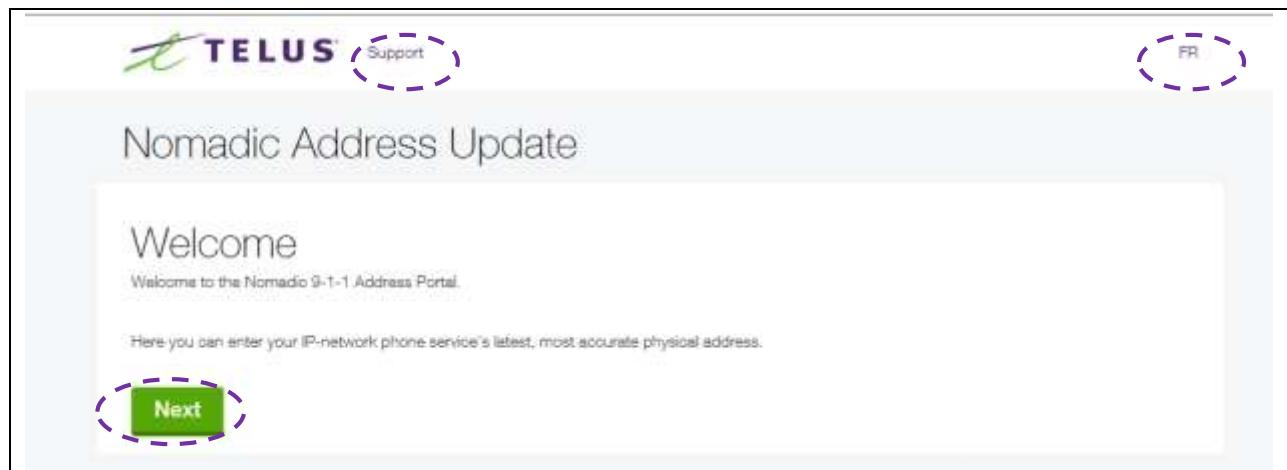 TELUS Support FR
Nomadic Address Update
Welcome
Welcome to the Nomadic 9-1-1 Address Portal.
Here you can enter your IP-network phone service's latest, most accurate physical address.
Next